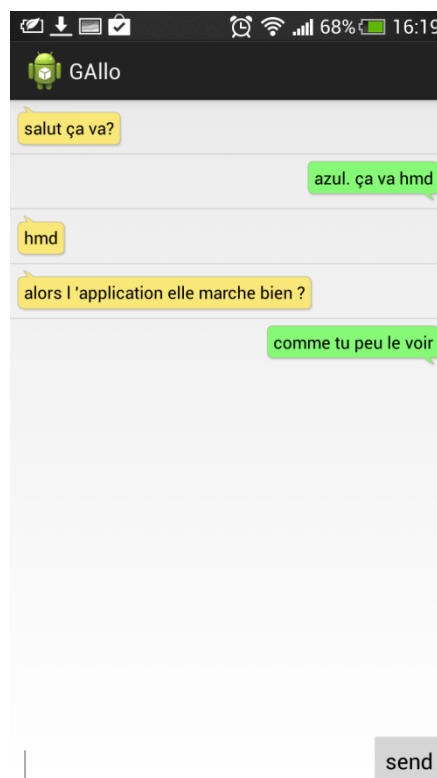 68% 16:19
GAllo
salut ça va?
azul. ça va hmd
hmd
alors l 'application elle marche bien ?
comme tu peu le voir
send